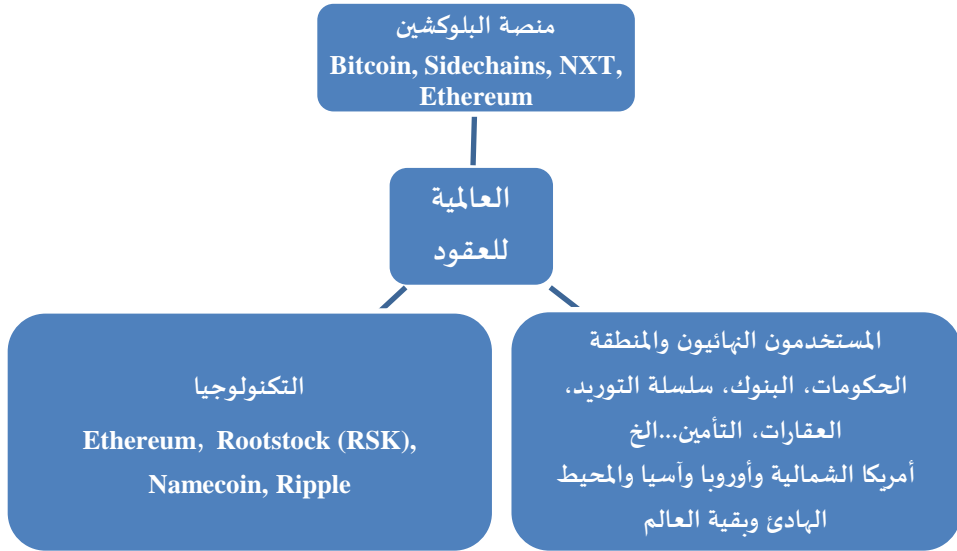 منصة البلوكشين
Bitcoin, Sidechains, NXT,
Ethereum
العالمية
للعقود
المستخدمون النهائيون والمنطقة
الحكومات، البنوك، سلسلة التوريد،
العقارات، التأمين...الخ
أمريكا الشمالية وأوروبا وآسيا والمحيط
الهادئ وبقية العالم
التكنولوجيا
Ethereum, Rootstock (RSK),
Namecoin, Ripple